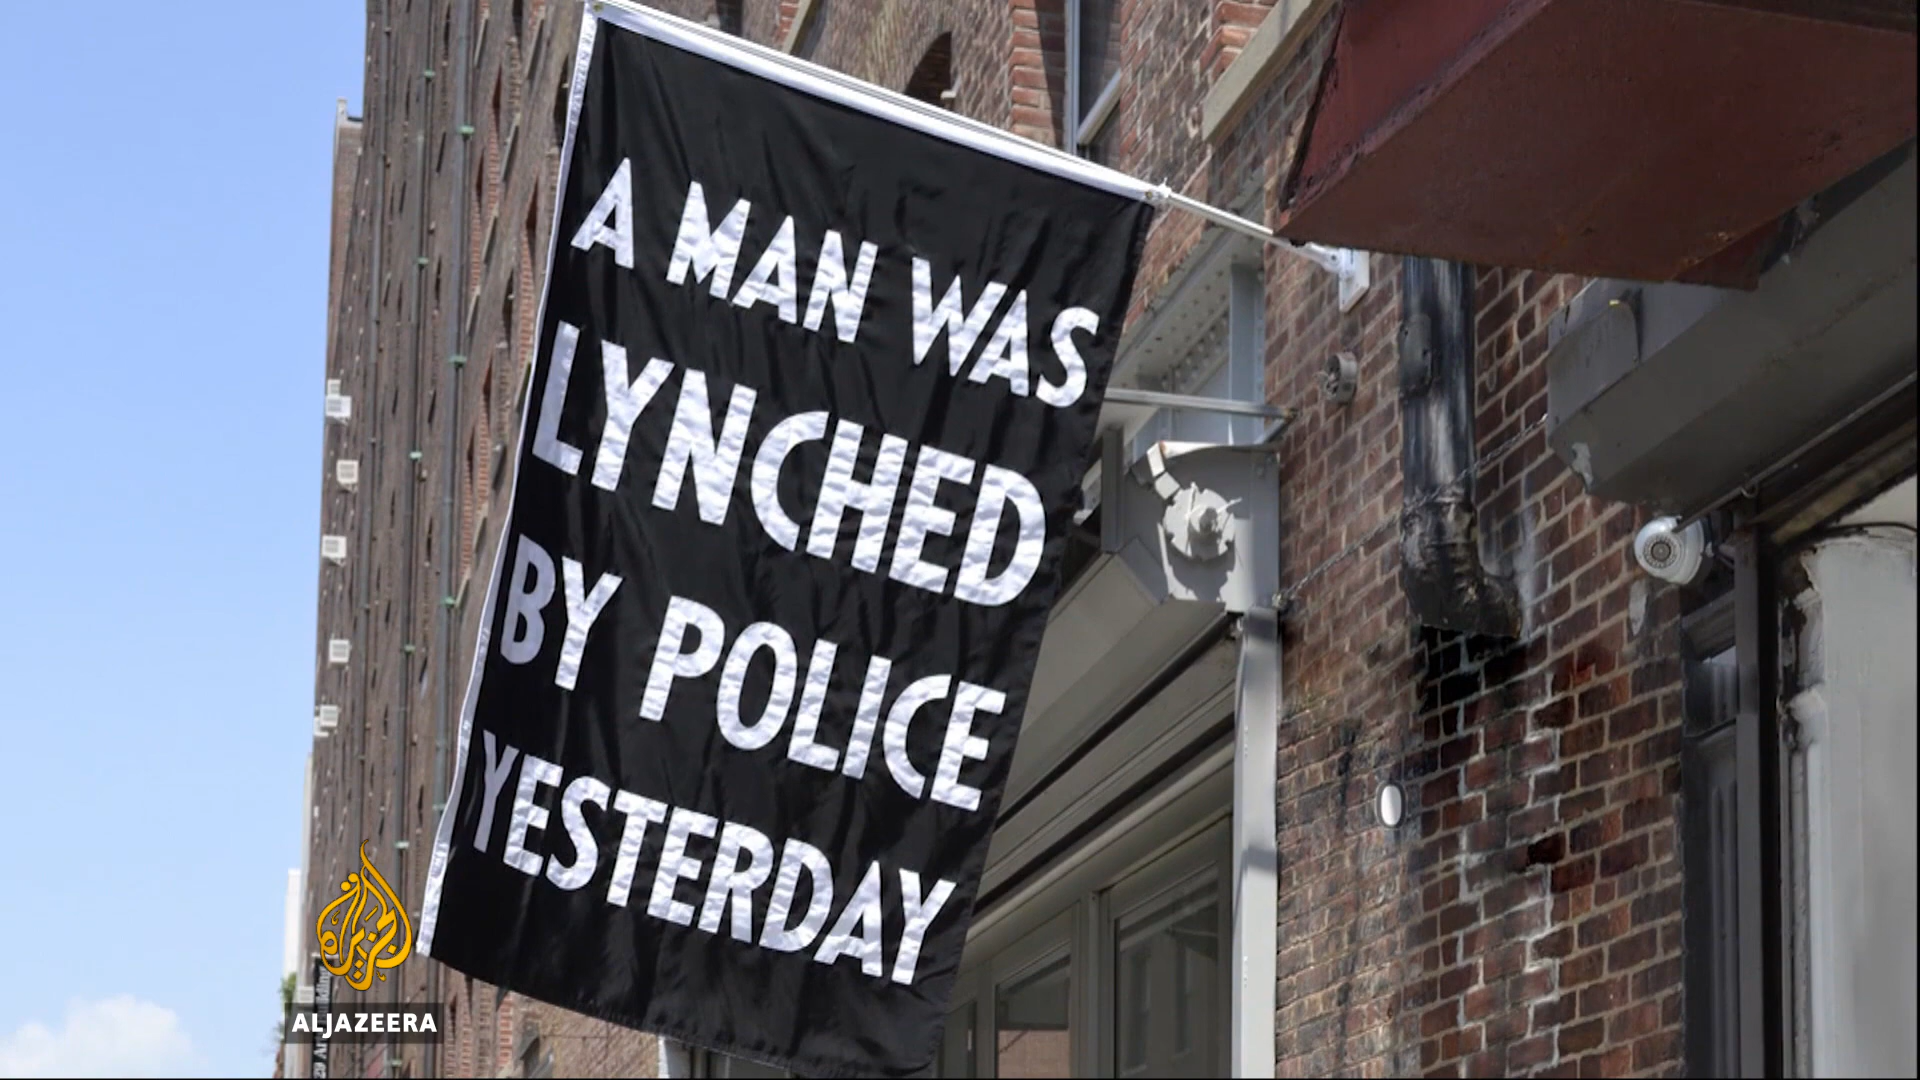 A MAN WAS
LYNCHED
BY POLICE
YESTERDAY
الجزيرة
ALJAZEERA